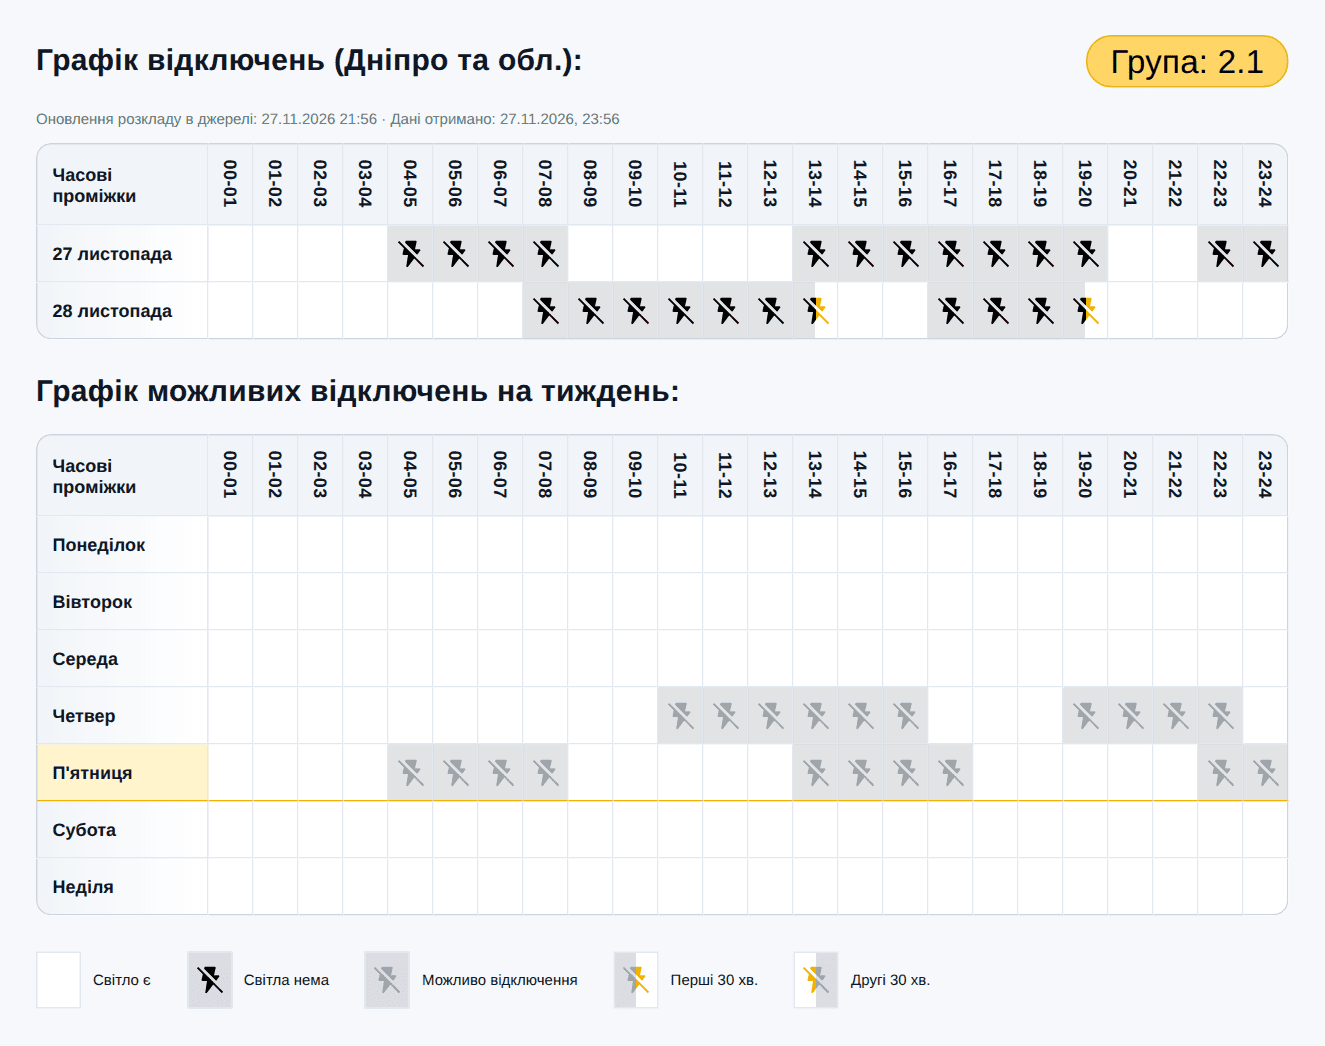 Графік відключень (Дніпро та обл.):
Група: 2.1
Оновлення розкладу в джерелі: 27.11.2026 21:56 · Дані отримано: 27.11.2026, 23:56
Часові
проміжки
00-01 01-02 02-03 03-04 04-05 05-06 06-07 07-08 08-09 09-10 10-11 11-12 12-13 13-14 14-15 15-16 16-17 17-18 18-19 19-20 20-21 21-22 22-23 23-24
27 листопада
28 листопада
Графік можливих відключень на тиждень:
Часові
проміжки
00-01 01-02 02-03 03-04 04-05 05-06 06-07 07-08 08-09 09-10 10-11 11-12 12-13 13-14 14-15 15-16 16-17 17-18 18-19 19-20 20-21 21-22 22-23 23-24
Понеділок
Вівторок
Середа
Четвер
П'ятниця
Субота
Неділя
Світло є
Світла нема
Можливо відключення
Перші 30 хв.
Другі 30 хв.